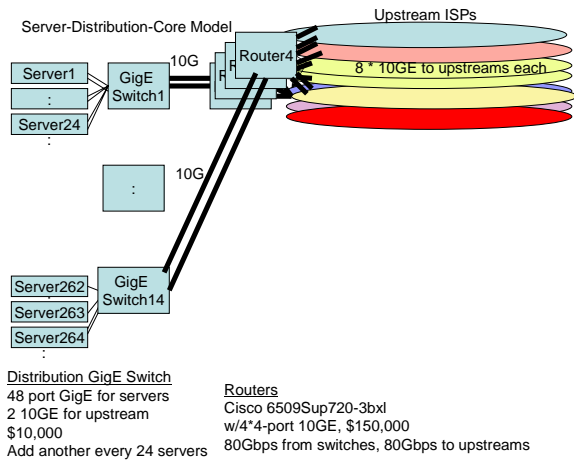 Server-Distribution-Core Model
Upstream ISPs
10G
Router4
R
R
R
8 * 10GE to upstreams each
Server1
:
Server24
:
GigE
Switch1
10G
:
Server262
Server263
Server264
:
GigE
Switch14
Distribution GigE Switch
48 port GigE for servers
2 10GE for upstream
$10,000
Add another every 24 servers
Routers
Cisco 6509Sup720-3bxl
w/4*4-port 10GE, $150,000
80Gbps from switches, 80Gbps to upstreams